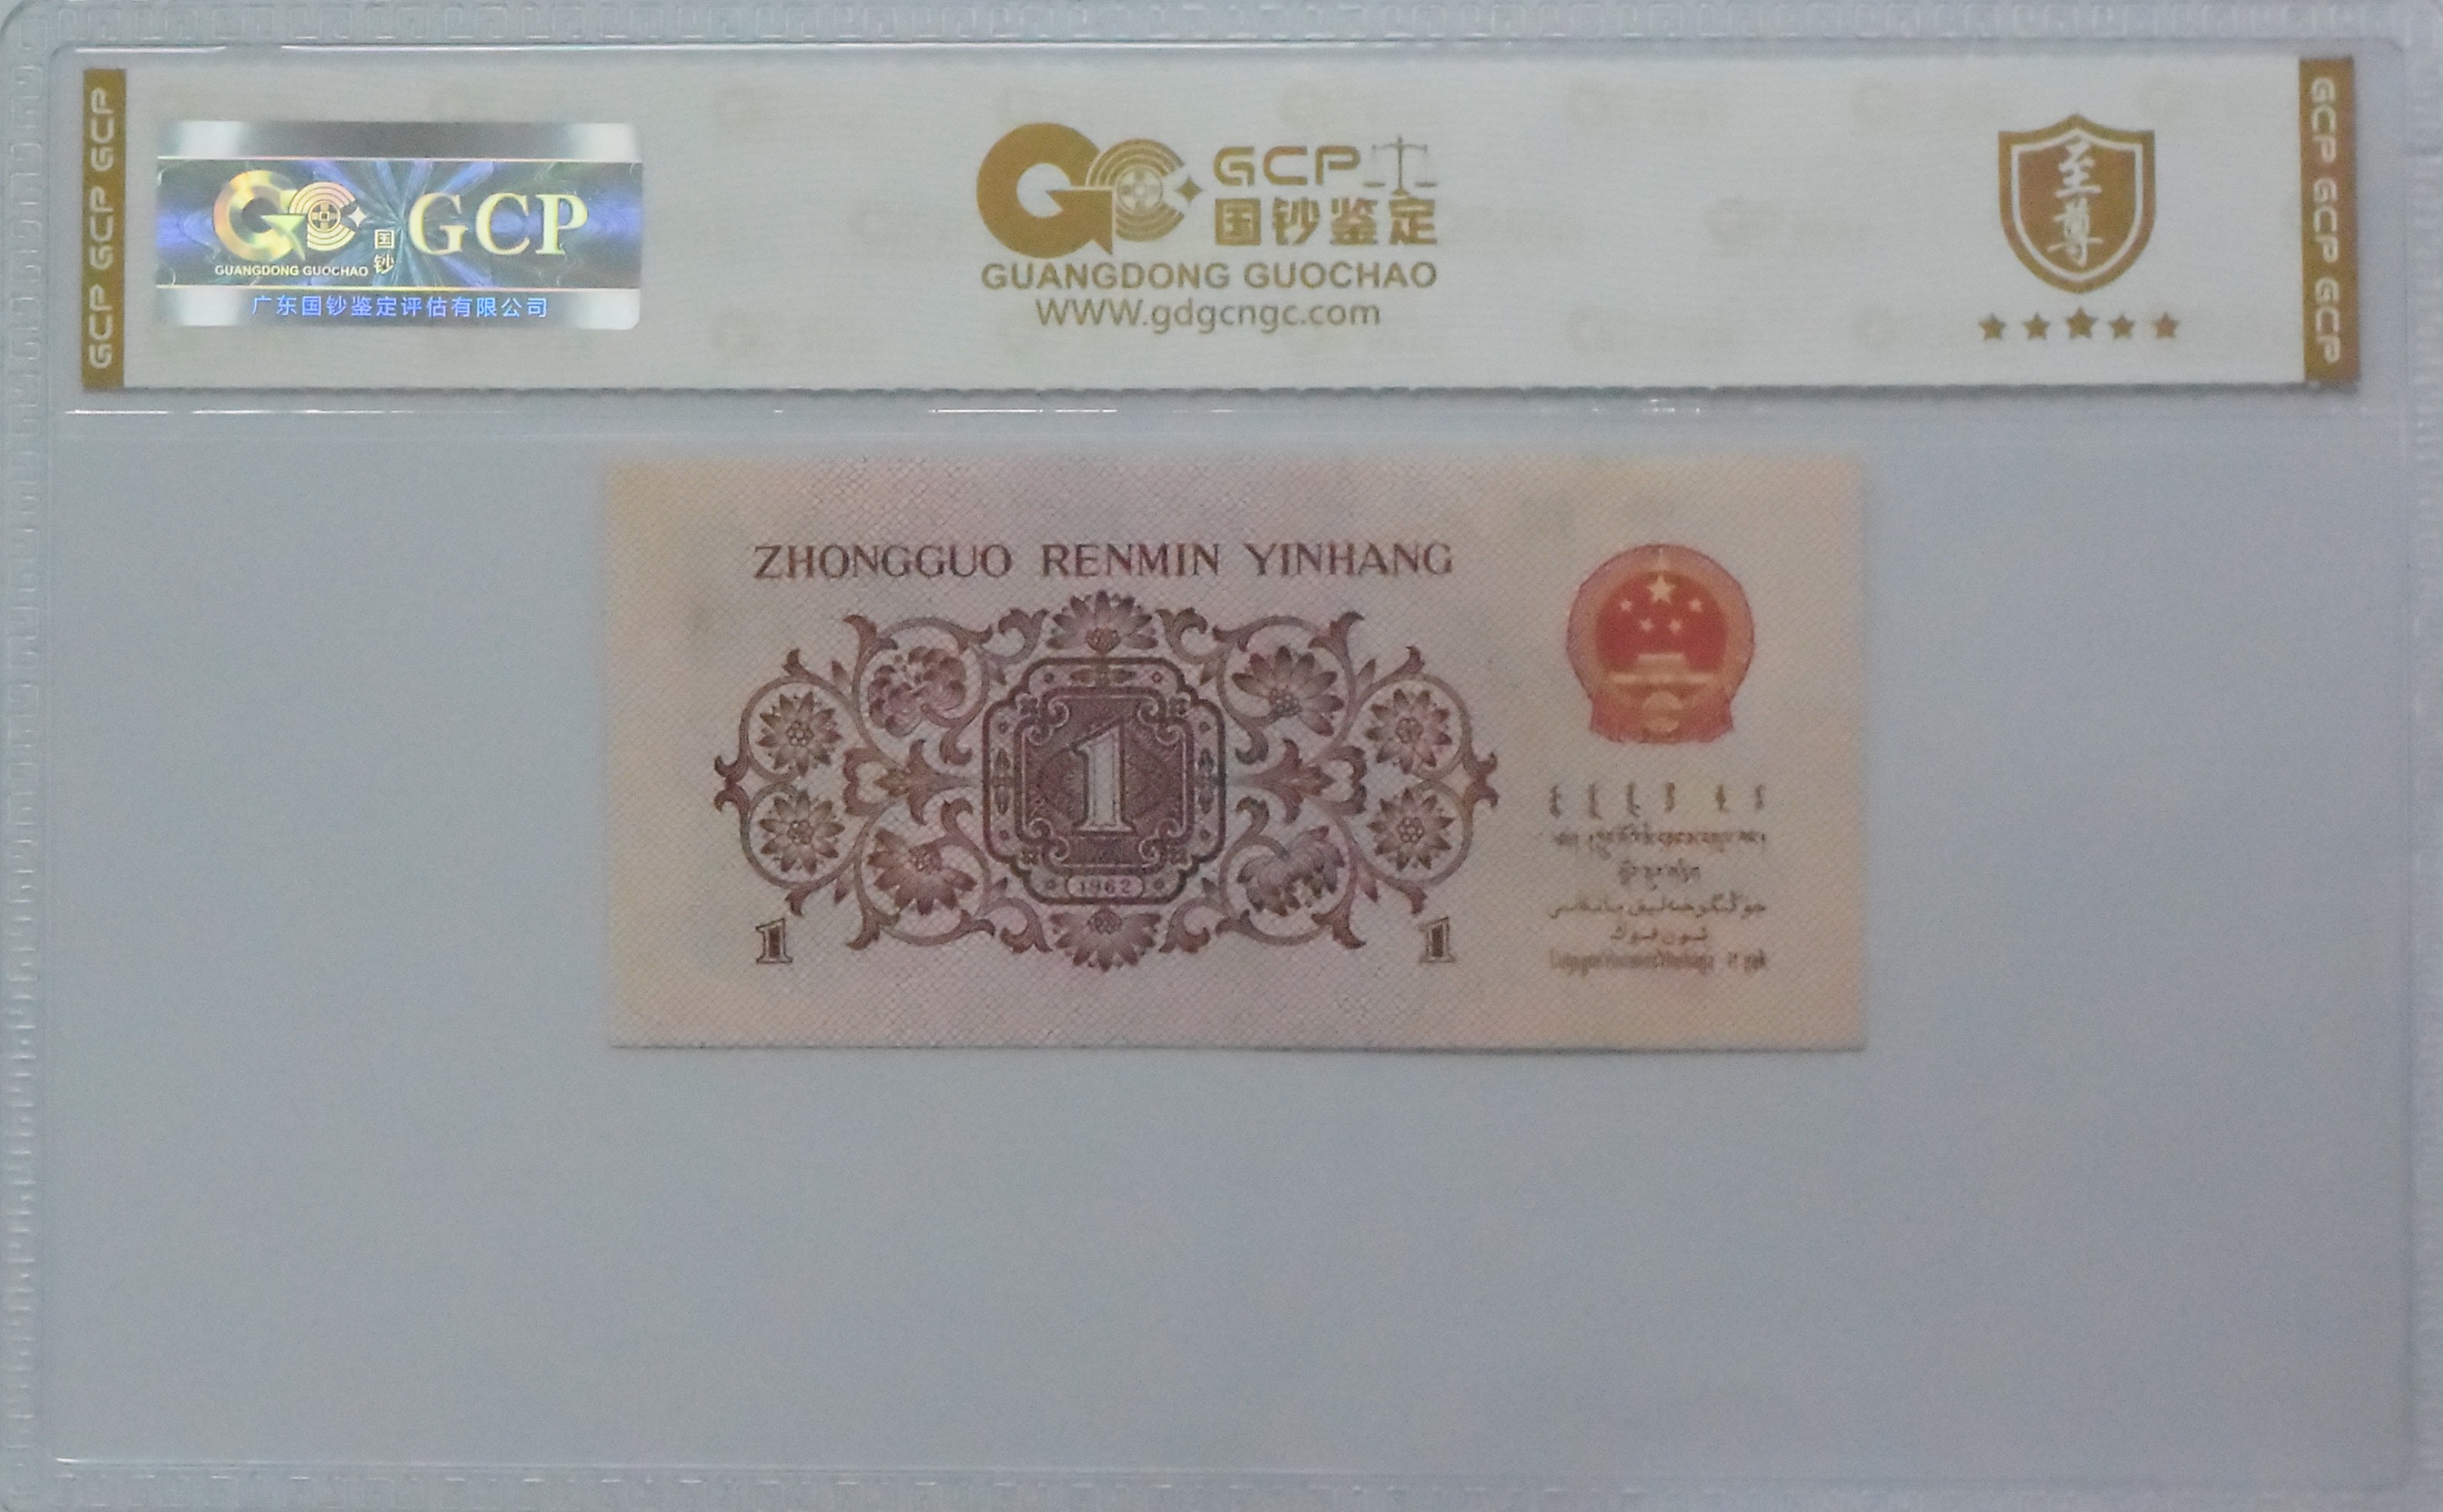 GCP GCP GCP
国钞
GCP
GUANGDONG GUOCHAO
广东国钞鉴定评估有限公司
GCP
国钞鉴定
GUANGDONG GUOCHAO
WWW.gdgcngc.com
至尊
GCP GCP GCP
ZHONGGUO RENMIN YINHANG
1
1962
1
1